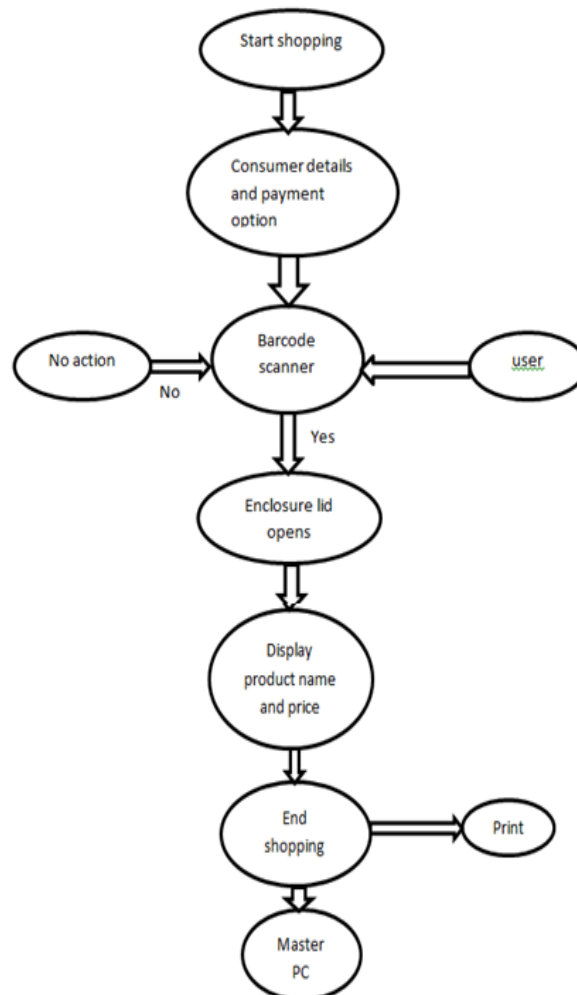 Start shopping
Consumer details
and payment
option
Barcode
scanner
No action
No
user
Yes
Enclosure lid
opens
Display
product name
and price
End
shopping
Print
Master
PC